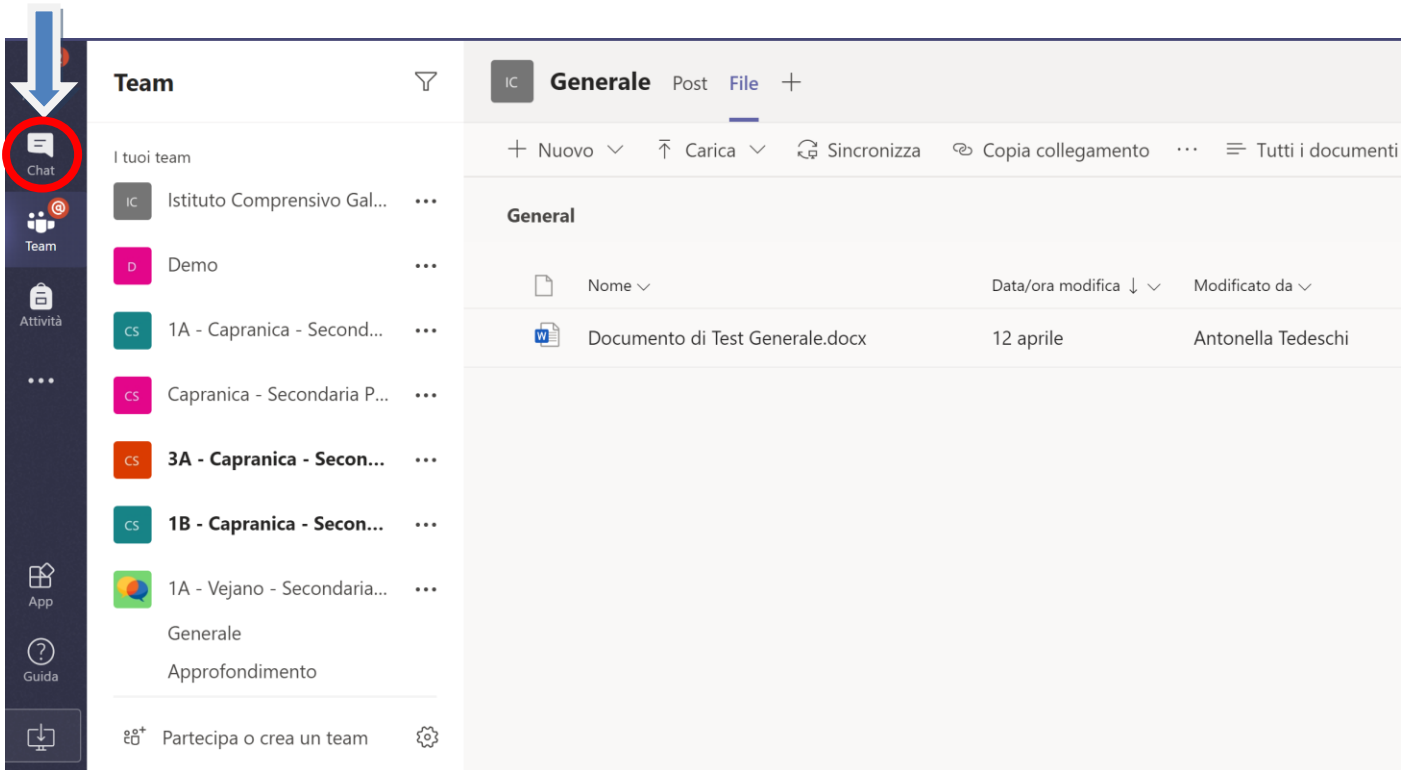 Chat
@
Team
Attività
App
Guida
Team
I tuoi team
IC Istituto Comprensivo Gal... •••
D Demo •••
CS 1A - Capranica - Second... •••
CS Capranica - Secondaria P... •••
CS 3A - Capranica - Secon... •••
CS 1B - Capranica - Secon... •••
1A - Vejano - Secondaria... •••
Generale
Approfondimento
Partecipa o crea un team
IC Generale Post File +
+ Nuovo Carica Sincronizza Copia collegamento ••• Tutti i documenti
General
Nome Data/ora modifica ↓ Modificato da
W Documento di Test Generale.docx 12 aprile Antonella Tedeschi